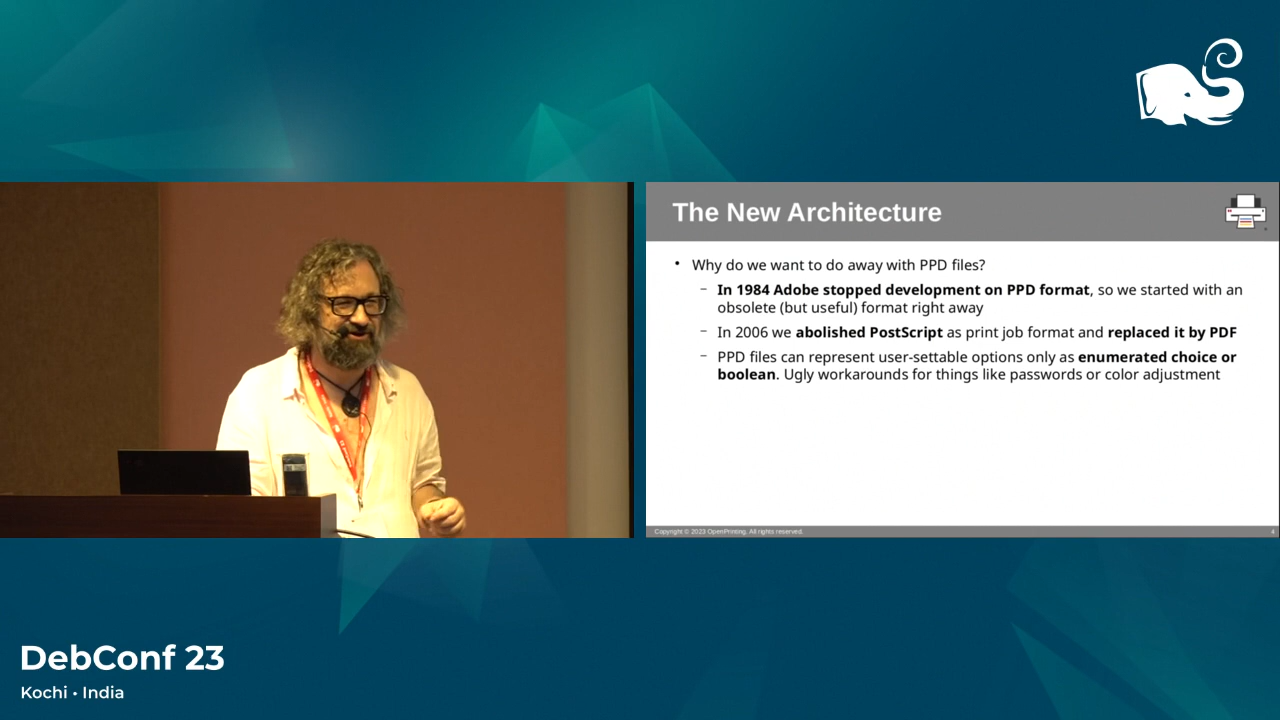 The New Architecture
• Why do we want to do away with PPD files?
– In 1984 Adobe stopped development on PPD format, so we started with an
obsolete (but useful) format right away
– In 2006 we abolished PostScript as print job format and replaced it by PDF
– PPD files can represent user-settable options only as enumerated choice or
boolean. Ugly workarounds for things like passwords or color adjustment
Copyright © 2023 OpenPrinting. All rights reserved.
4
DebConf 23
Kochi • India